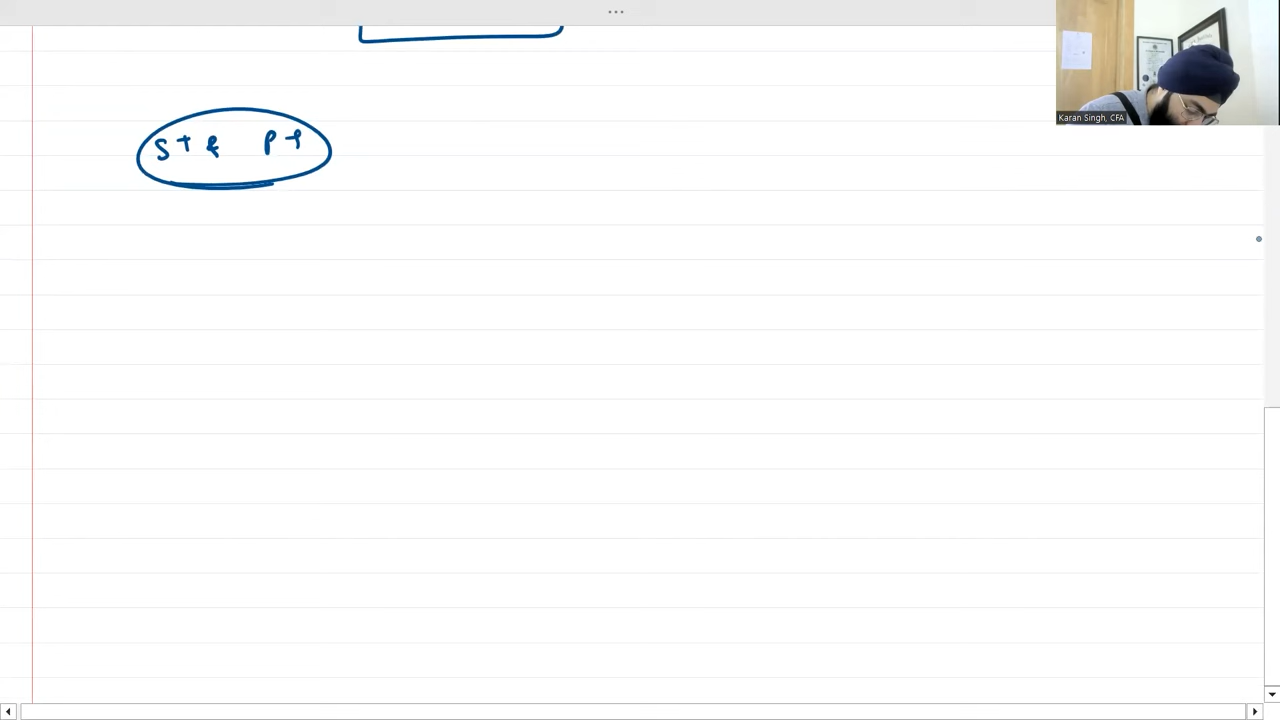 Karan Singh, CFA
S+ & P+